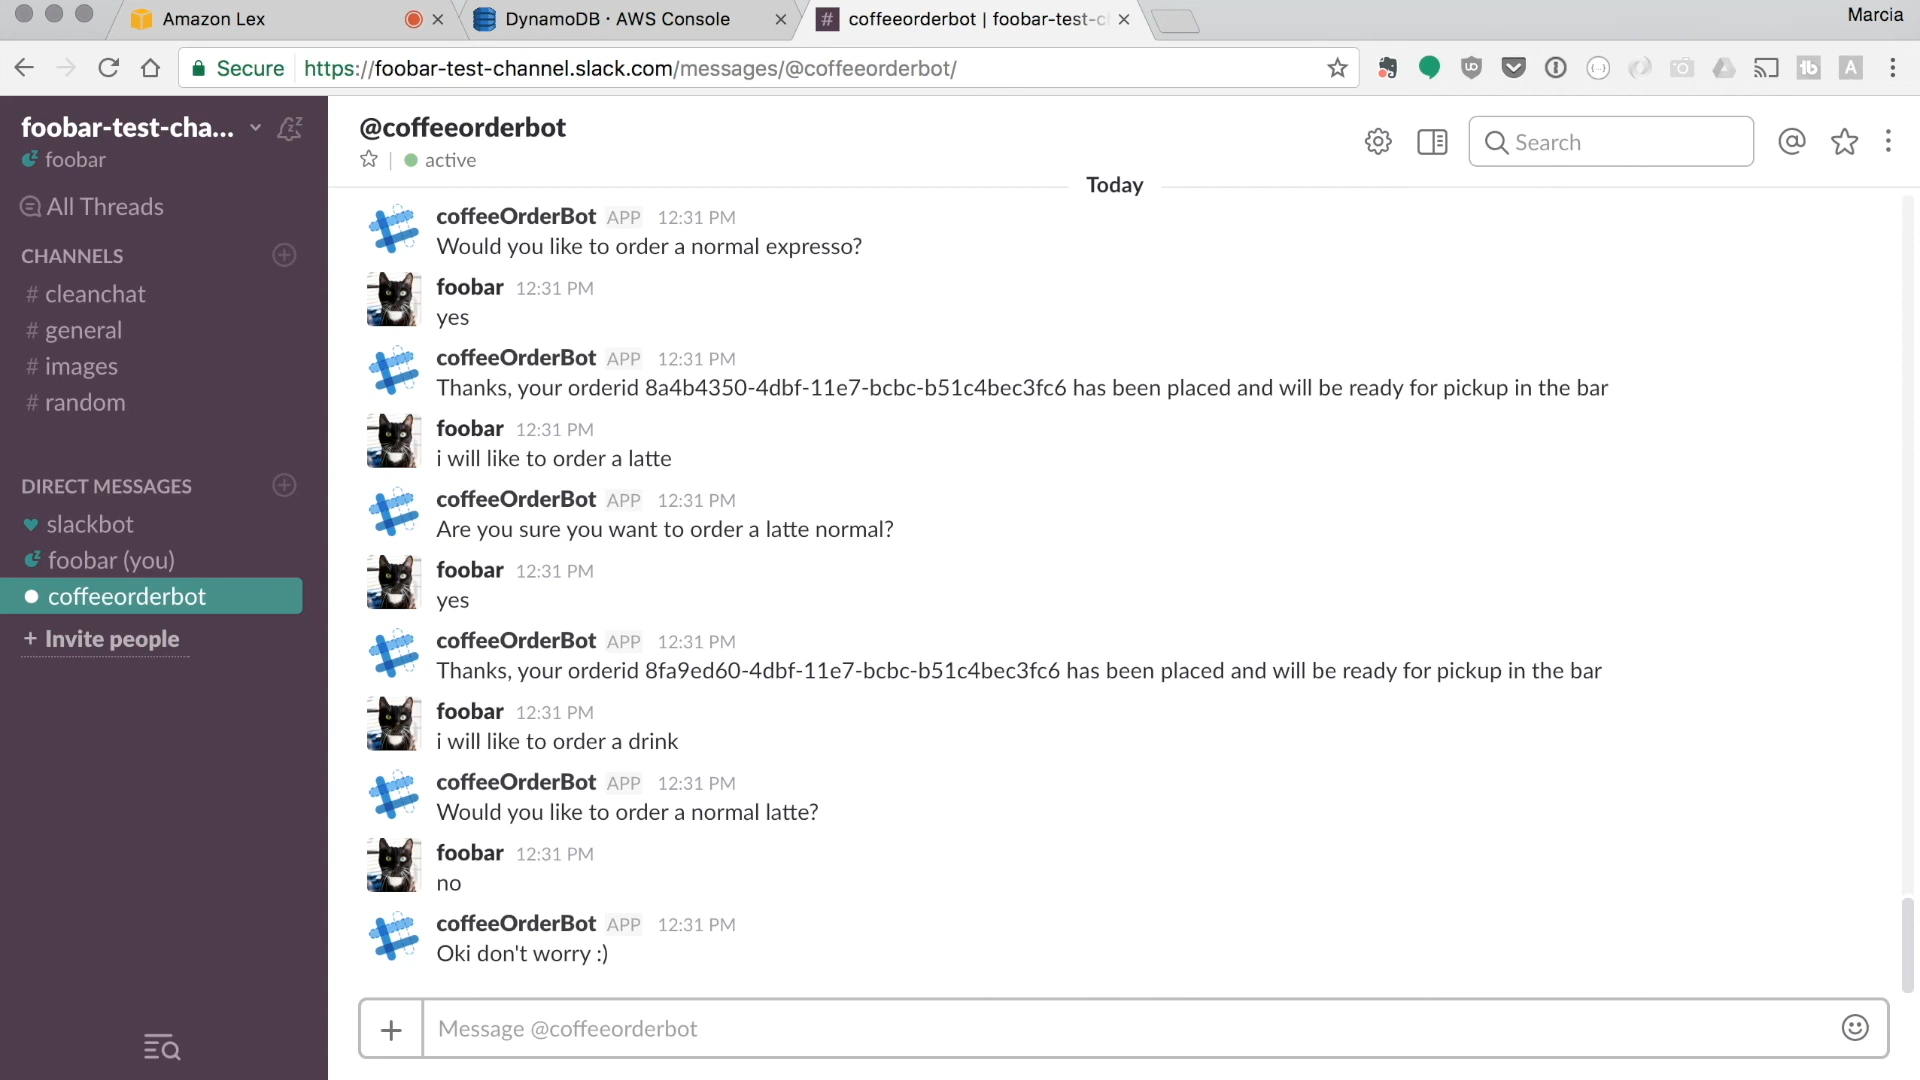 Amazon Lex
DynamoDB · AWS Console
coffeeorderbot | foobar-test-c
Marcia
Secure
https://foobar-test-channel.slack.com/messages/@coffeeorderbot/
foobar-test-cha...
foobar
All Threads
CHANNELS
# cleanchat
# general
# images
# random
DIRECT MESSAGES
slackbot
foobar (you)
coffeeorderbot
+ Invite people
@coffeeorderbot
active
Search
Today
coffeeOrderBot APP 12:31 PM
Would you like to order a normal expresso?
foobar 12:31 PM
yes
coffeeOrderBot APP 12:31 PM
Thanks, your orderid 8a4b4350-4dbf-11e7-bcbc-b51c4bec3fc6 has been placed and will be ready for pickup in the bar
foobar 12:31 PM
i will like to order a latte
coffeeOrderBot APP 12:31 PM
Are you sure you want to order a latte normal?
foobar 12:31 PM
yes
coffeeOrderBot APP 12:31 PM
Thanks, your orderid 8fa9ed60-4dbf-11e7-bcbc-b51c4bec3fc6 has been placed and will be ready for pickup in the bar
foobar 12:31 PM
i will like to order a drink
coffeeOrderBot APP 12:31 PM
Would you like to order a normal latte?
foobar 12:31 PM
no
coffeeOrderBot APP 12:31 PM
Oki don't worry :)
Message @coffeeorderbot